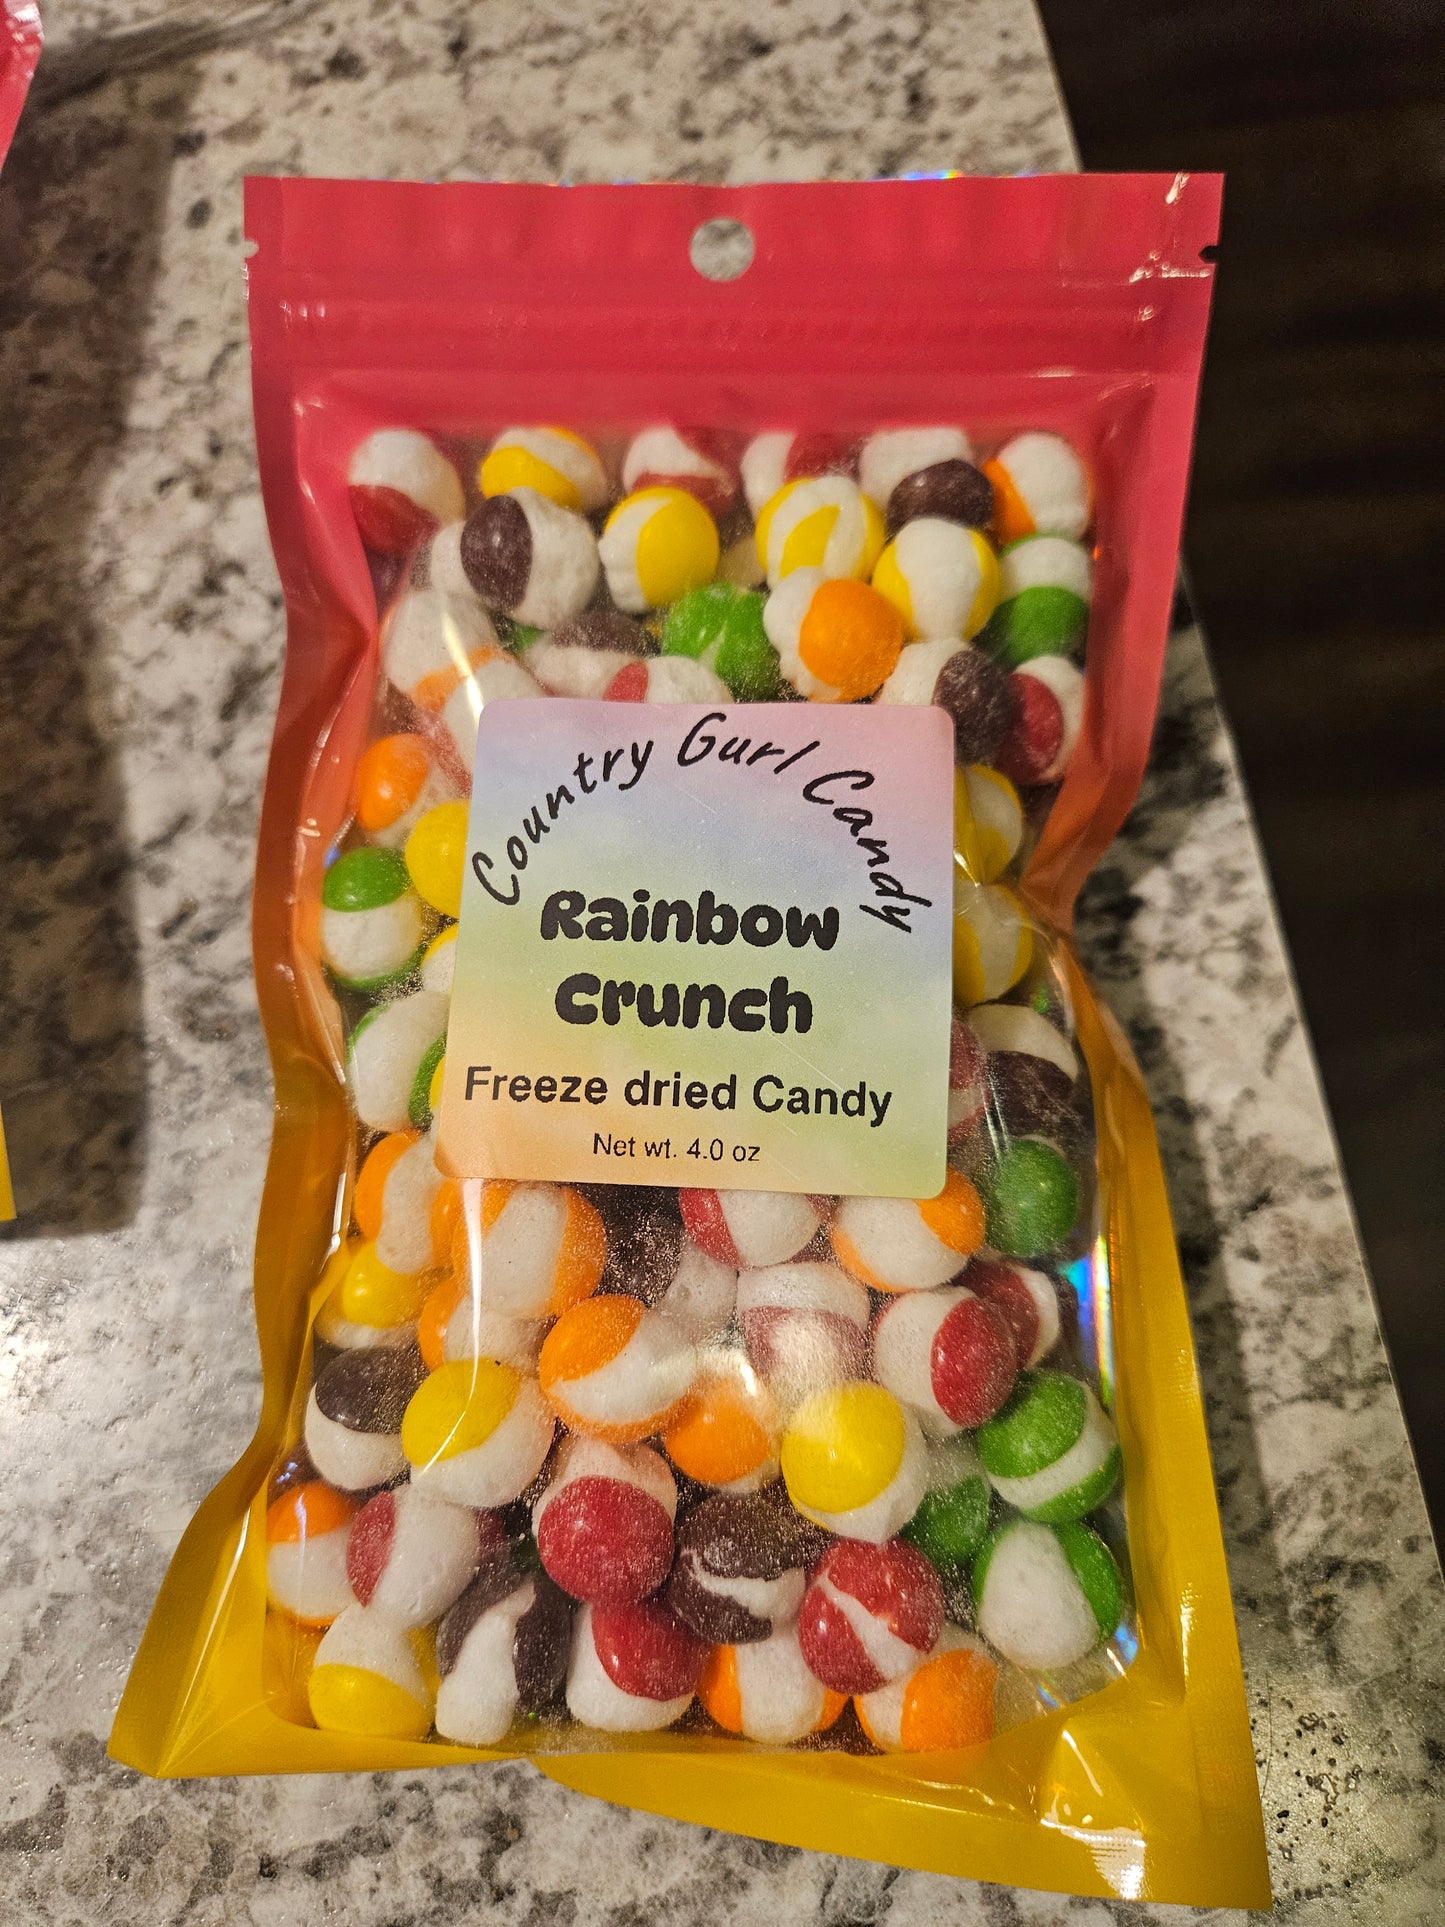 Country Gurl Candy
Rainbow
Crunch
Freeze dried Candy
Net wt. 4.0 oz